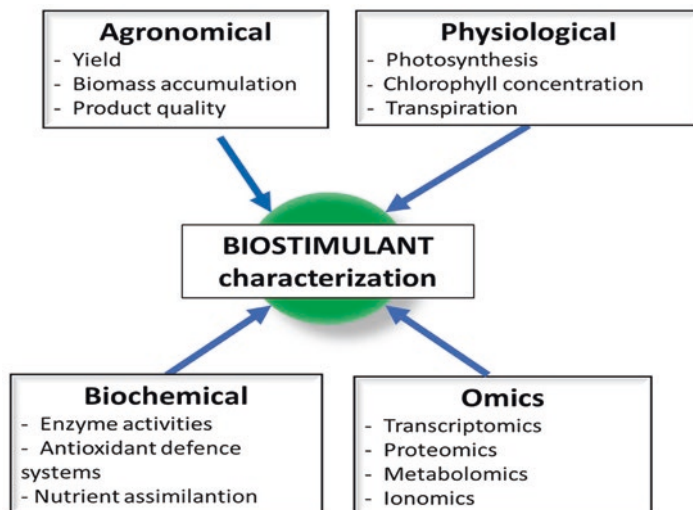 Agronomical
- Yield
- Biomass accumulation
- Product quality
Physiological
- Photosynthesis
- Chlorophyll concentration
- Transpiration
BIOSTIMULANT
characterization
Biochemical
- Enzyme activities
- Antioxidant defence
systems
- Nutrient assimilantion
Omics
- Transcriptomics
- Proteomics
- Metabolomics
- Ionomics